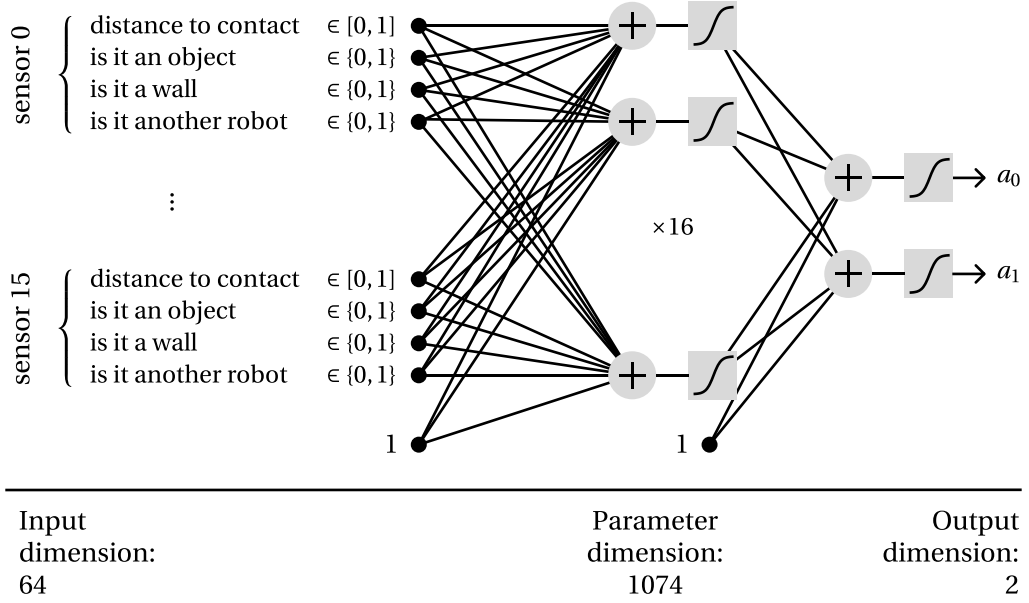 sensor 0
distance to contact ∈ [0, 1]
is it an object ∈ {0, 1}
is it a wall ∈ {0, 1}
is it another robot ∈ {0, 1}
⋮
sensor 15
distance to contact ∈ [0, 1]
is it an object ∈ {0, 1}
is it a wall ∈ {0, 1}
is it another robot ∈ {0, 1}
1
×16
1
a0
a1
Input
dimension:
64
Parameter
dimension:
1074
Output
dimension:
2